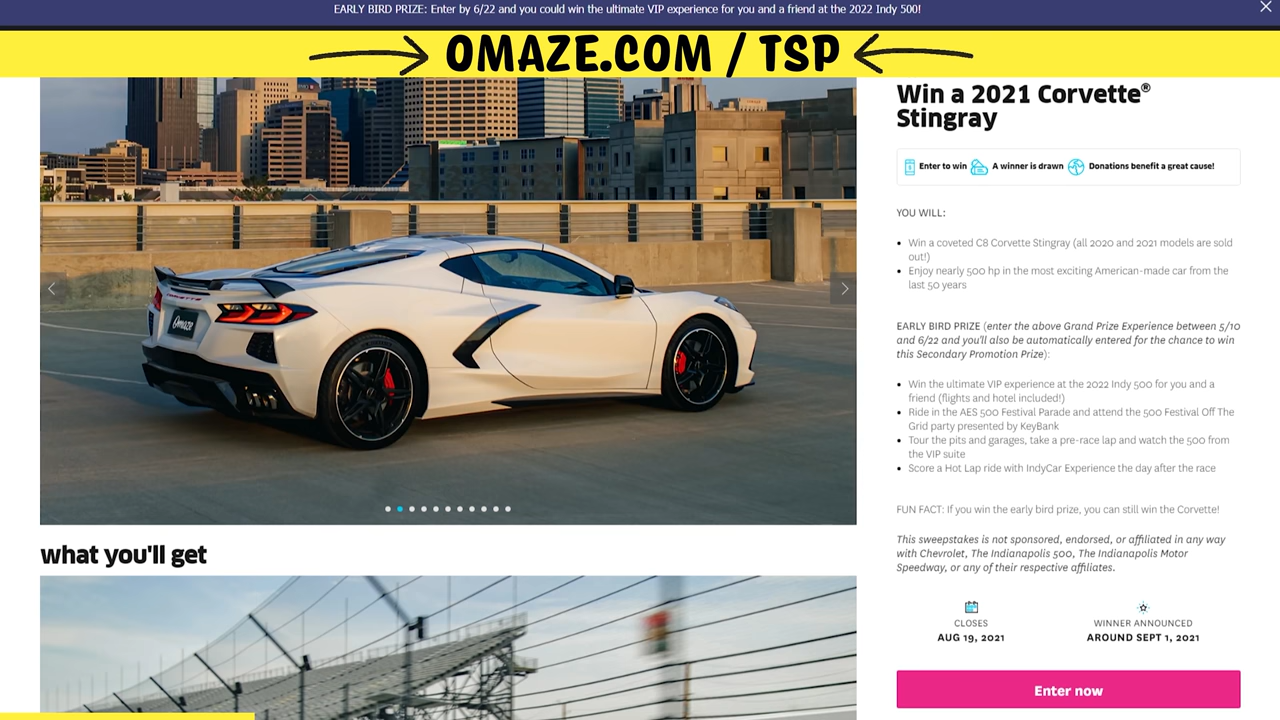 EARLY BIRD PRIZE: Enter by 6/22 and you could win the ultimate VIP experience for you and a friend at the 2022 Indy 500!
OMAZE.COM / TSP
Win a 2021 Corvette®
Stingray
Enter to win
A winner is drawn
Donations benefit a great cause!
YOU WILL:
Win a coveted C8 Corvette Stingray (all 2020 and 2021 models are sold
out!)
Enjoy nearly 500 hp in the most exciting American-made car from the
last 50 years
EARLY BIRD PRIZE (enter the above Grand Prize Experience between 5/10
and 6/22 and you'll also be automatically entered for the chance to win
this Secondary Promotion Prize):
Win the ultimate VIP experience at the 2022 Indy 500 for you and a
friend (flights and hotel included!)
Ride in the AES 500 Festival Parade and attend the 500 Festival Off The
Grid party presented by KeyBank
Tour the pits and garages, take a pre-race lap and watch the 500 from
the VIP suite
Score a Hot Lap ride with IndyCar Experience the day after the race
FUN FACT: If you win the early bird prize, you can still win the Corvette!
This sweepstakes is not sponsored, endorsed, or affiliated in any way
with Chevrolet, The Indianapolis 500, The Indianapolis Motor
Speedway, or any of their respective affiliates.
CLOSES
AUG 19, 2021
WINNER ANNOUNCED
AROUND SEPT 1, 2021
Enter now
CORVETTE
Omaze
what you'll get